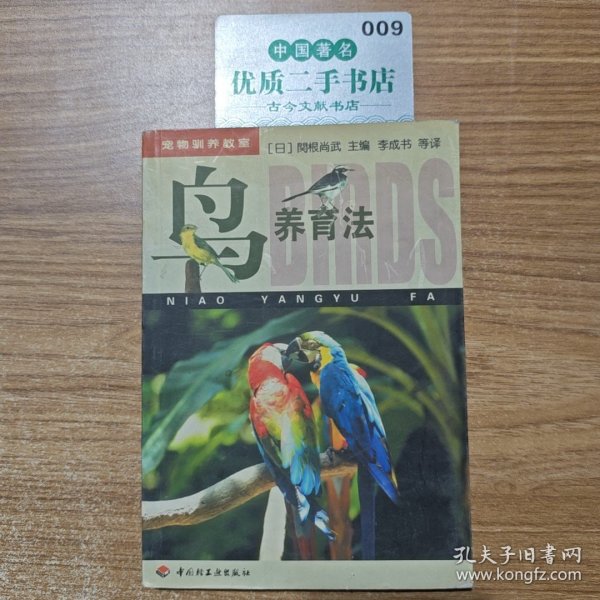 009
中国著名
优质二手书店
古今文献书店
宠物驯养教室
[日] 関根尚武 主编 李成书 等译
BIRDS
鸟养育法
NIAO YANGYU FA
中国轻工业出版社
孔夫子旧书网
www.kongfz.com